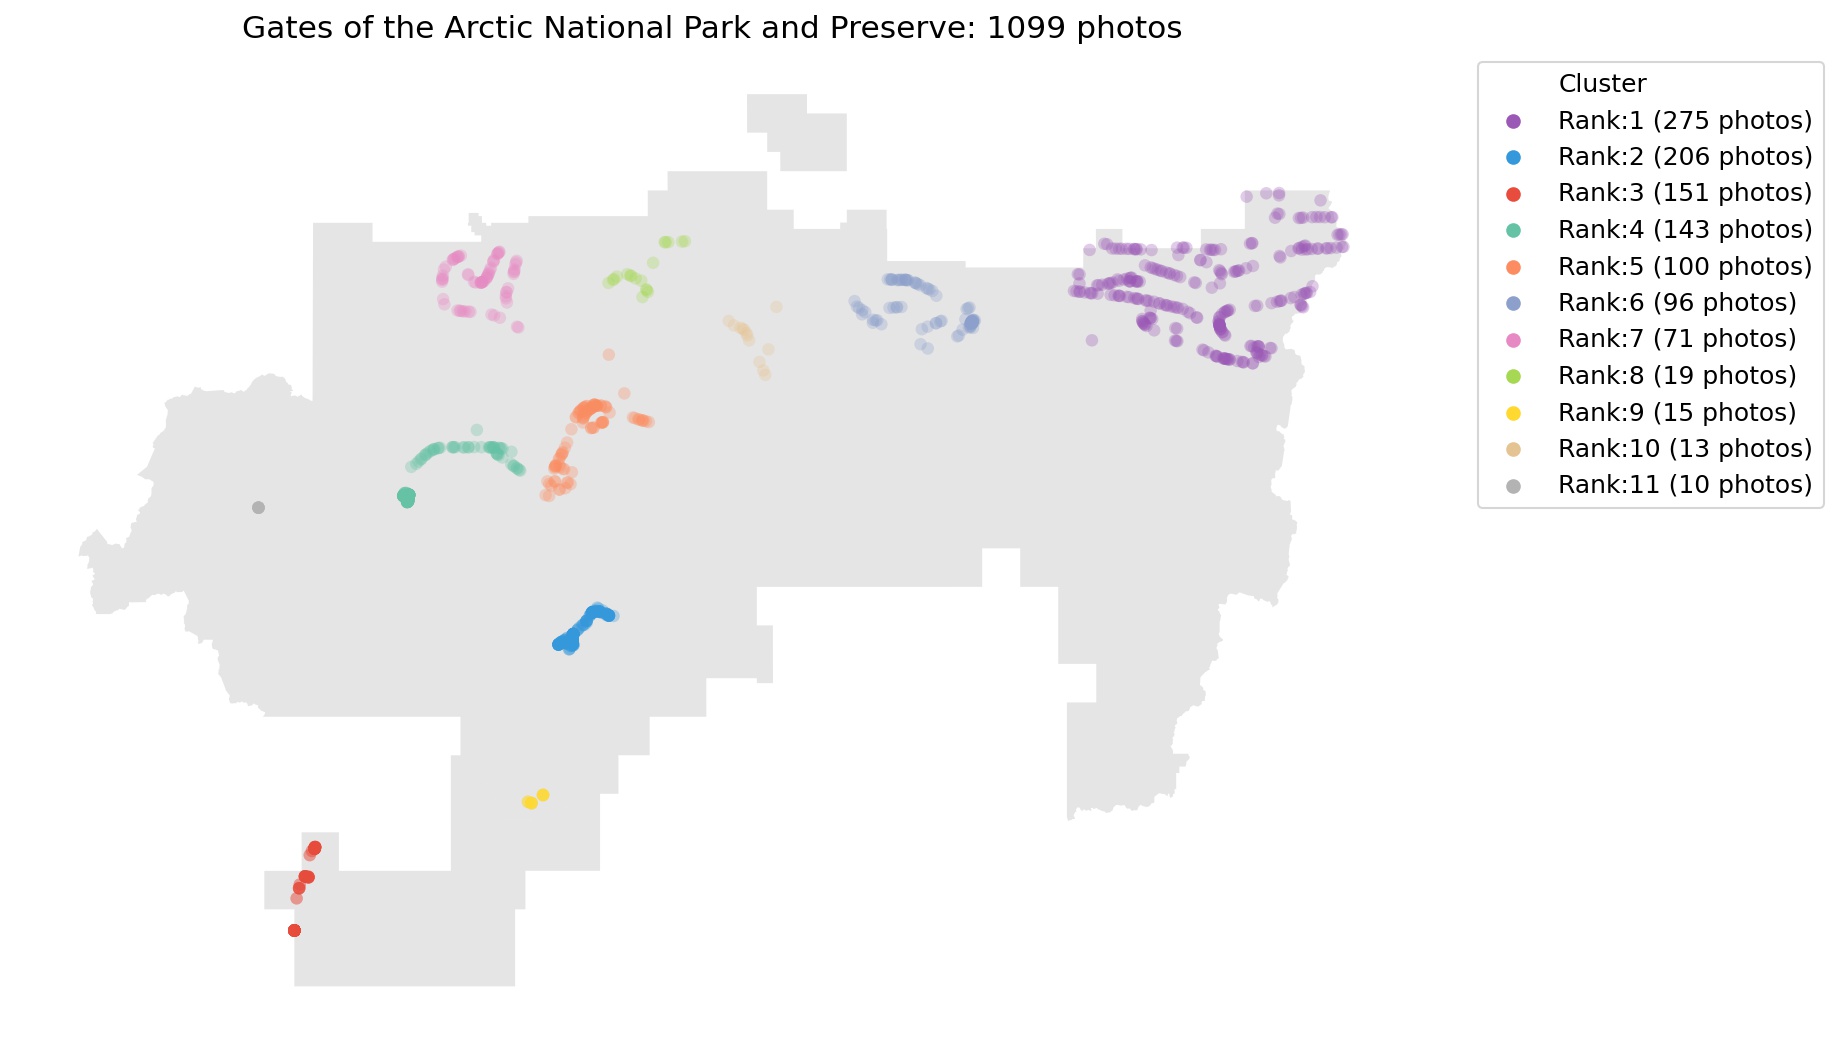 Gates of the Arctic National Park and Preserve: 1099 photos
Cluster
Rank:1 (275 photos)
Rank:2 (206 photos)
Rank:3 (151 photos)
Rank:4 (143 photos)
Rank:5 (100 photos)
Rank:6 (96 photos)
Rank:7 (71 photos)
Rank:8 (19 photos)
Rank:9 (15 photos)
Rank:10 (13 photos)
Rank:11 (10 photos)